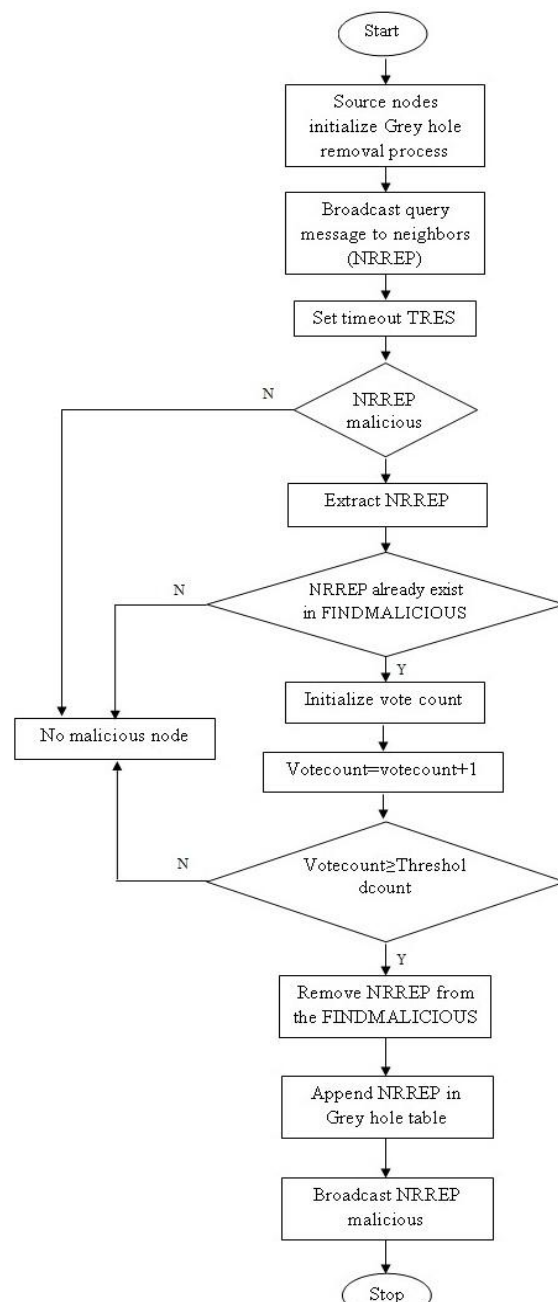 Start
Source nodes
initialize Grey hole
removal process
Broadcast query
message to neighbors
(NRREP)
Set timeout TRES
N
NRREP
malicious
Extract NRREP
N
NRREP already exist
in FINDMALICIOUS
Y
Initialize vote count
No malicious node
Votecount=votecount+1
N
Votecount≥Threshol
dcount
Y
Remove NRREP from
the FINDMALICIOUS
Append NRREP in
Grey hole table
Broadcast NRREP
malicious
Stop